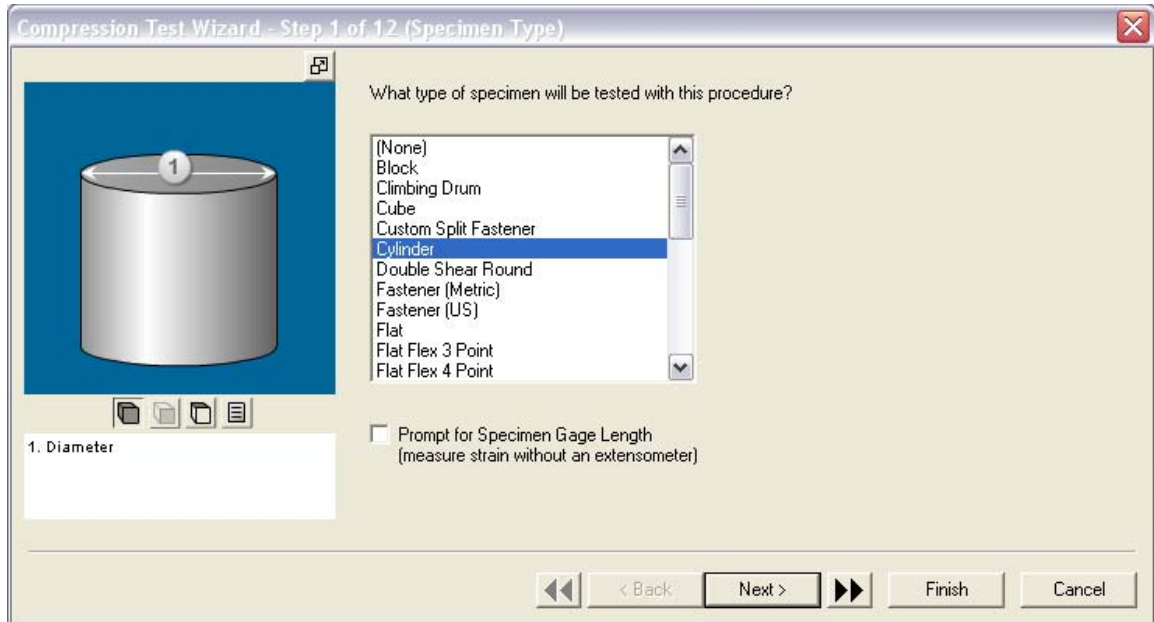 Compression Test Wizard - Step 1 of 12 (Specimen Type)
What type of specimen will be tested with this procedure?
1
(None)
Block
Climbing Drum
Cube
Custom Split Fastener
Cylinder
Double Shear Round
Fastener (Metric)
Fastener (US)
Flat
Flat Flex 3 Point
Flat Flex 4 Point
1. Diameter
Prompt for Specimen Gage Length
(measure strain without an extensometer)
< Back
Next >
Finish
Cancel